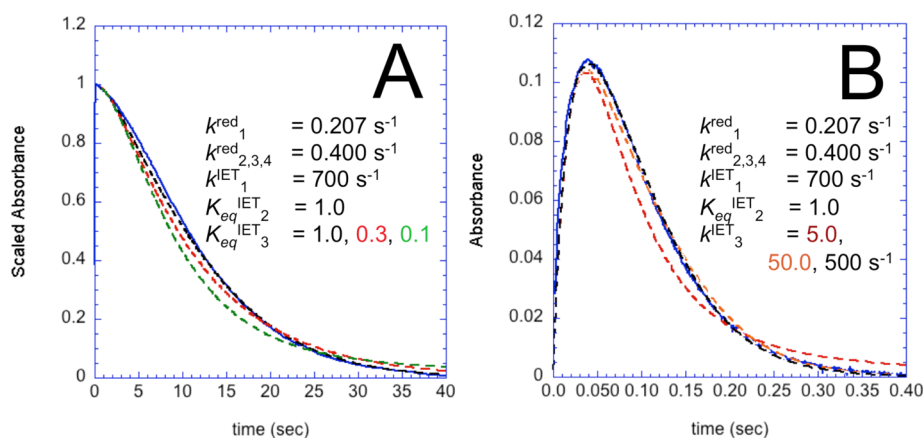 A
Scaled Absorbance
1.2
1
0.8
0.6
0.4
0.2
0
k^red_1 = 0.207 s^-1
k^red_2,3,4 = 0.400 s^-1
k^IET_1 = 700 s^-1
K_eq^IET_2 = 1.0
K_eq^IET_3 = 1.0, 0.3, 0.1
0 5 10 15 20 25 30 35 40
time (sec)
B
Absorbance
0.12
0.1
0.08
0.06
0.04
0.02
0
k^red_1 = 0.207 s^-1
k^red_2,3,4 = 0.400 s^-1
k^IET_1 = 700 s^-1
K_eq^IET_2 = 1.0
k^IET_3 = 5.0,
50.0, 500 s^-1
0.0 0.050 0.10 0.15 0.20 0.25 0.30 0.35 0.40
time (sec)